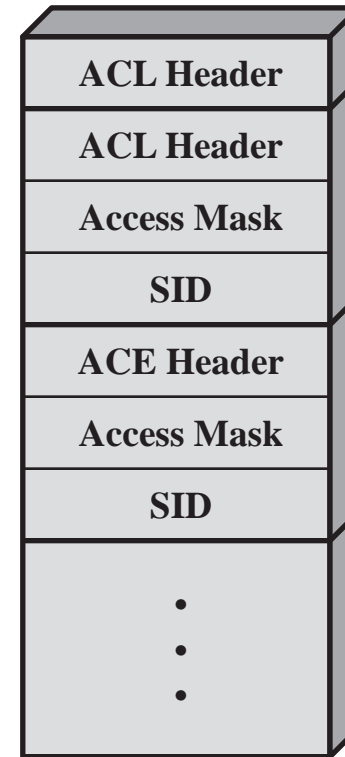 ACL Header
ACL Header
Access Mask
SID
ACE Header
Access Mask
SID